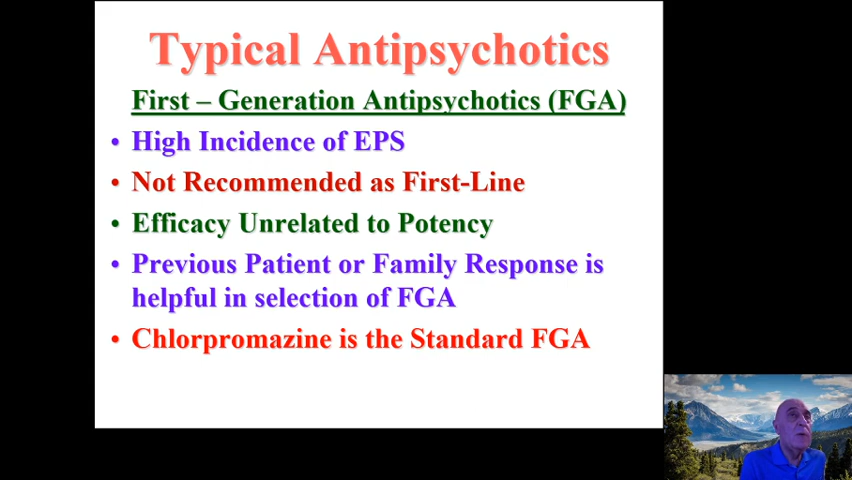 Typical Antipsychotics
First – Generation Antipsychotics (FGA)
• High Incidence of EPS
• Not Recommended as First-Line
• Efficacy Unrelated to Potency
• Previous Patient or Family Response is
helpful in selection of FGA
• Chlorpromazine is the Standard FGA